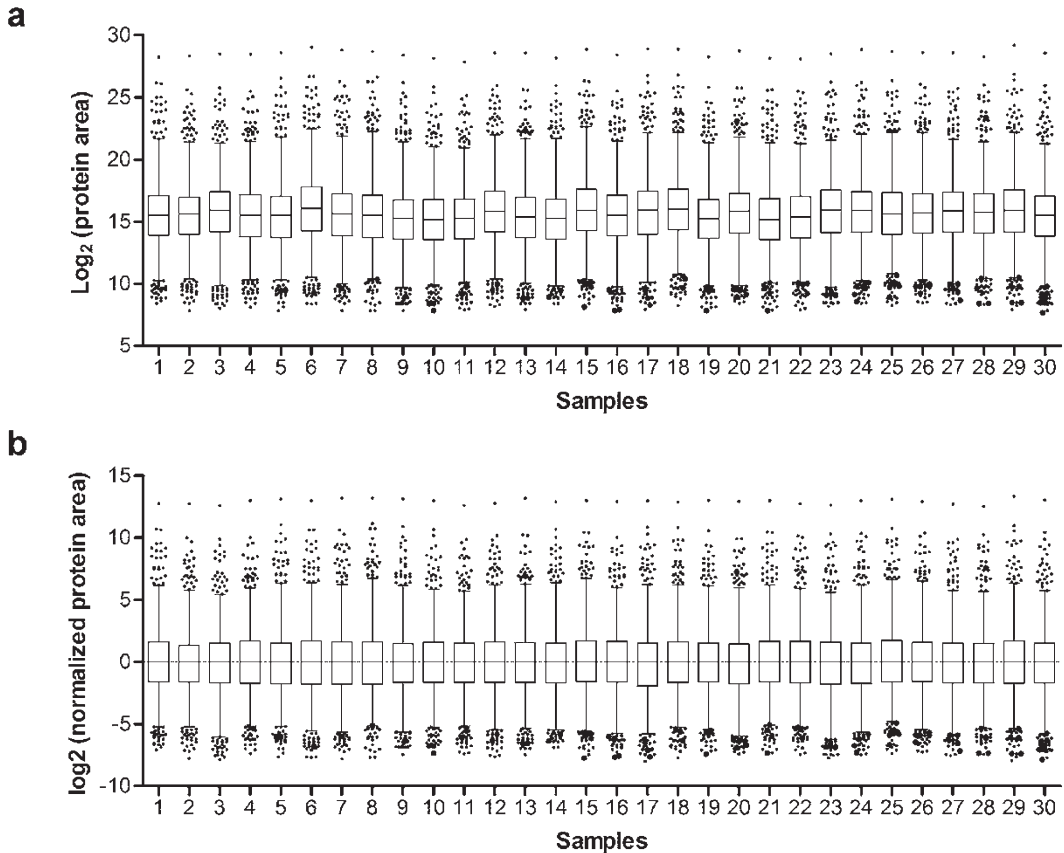 a
Log₂ (protein area)
30
25
20
15
10
5
1 2 3 4 5 6 7 8 9 10 11 12 13 14 15 16 17 18 19 20 21 22 23 24 25 26 27 28 29 30
Samples
b
log2 (normalized protein area)
15
10
5
0
-5
-10
1 2 3 4 5 6 7 8 9 10 11 12 13 14 15 16 17 18 19 20 21 22 23 24 25 26 27 28 29 30
Samples